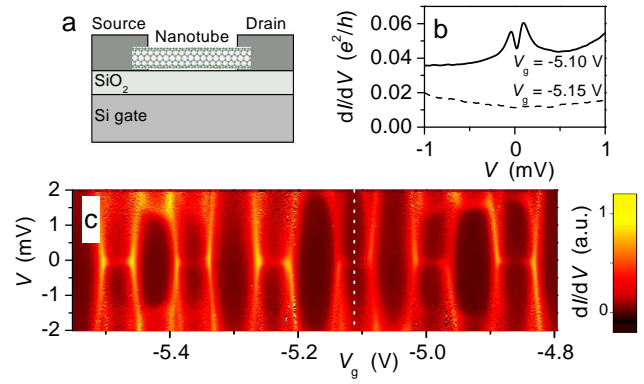 a
Source Nanotube Drain
SiO2
Si gate
b
dI/dV (e²/h)
0.06
0.04
0.02
0.00
Vg = -5.10 V
Vg = -5.15 V
-1 0 1
V (mV)
c
V (mV)
2
1
0
-1
-2
-5.4 -5.2 -5.0 -4.8
Vg (V)
1
0
dI/dV (a.u.)